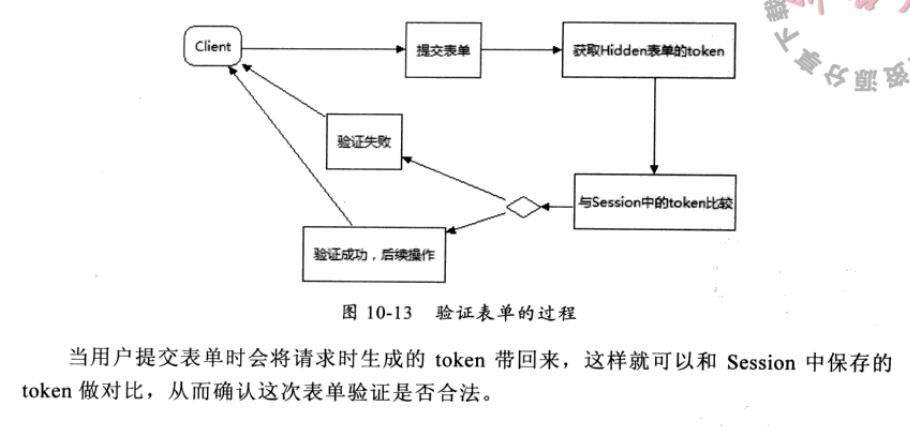 Client
提交表单
获取Hidden表单的token
验证失败
与Session中的token比较
验证成功，后续操作
图 10-13 验证表单的过程
当用户提交表单时会将请求时生成的 token 带回来，这样就可以和 Session 中保存的
token 做对比，从而确认这次表单验证是否合法。